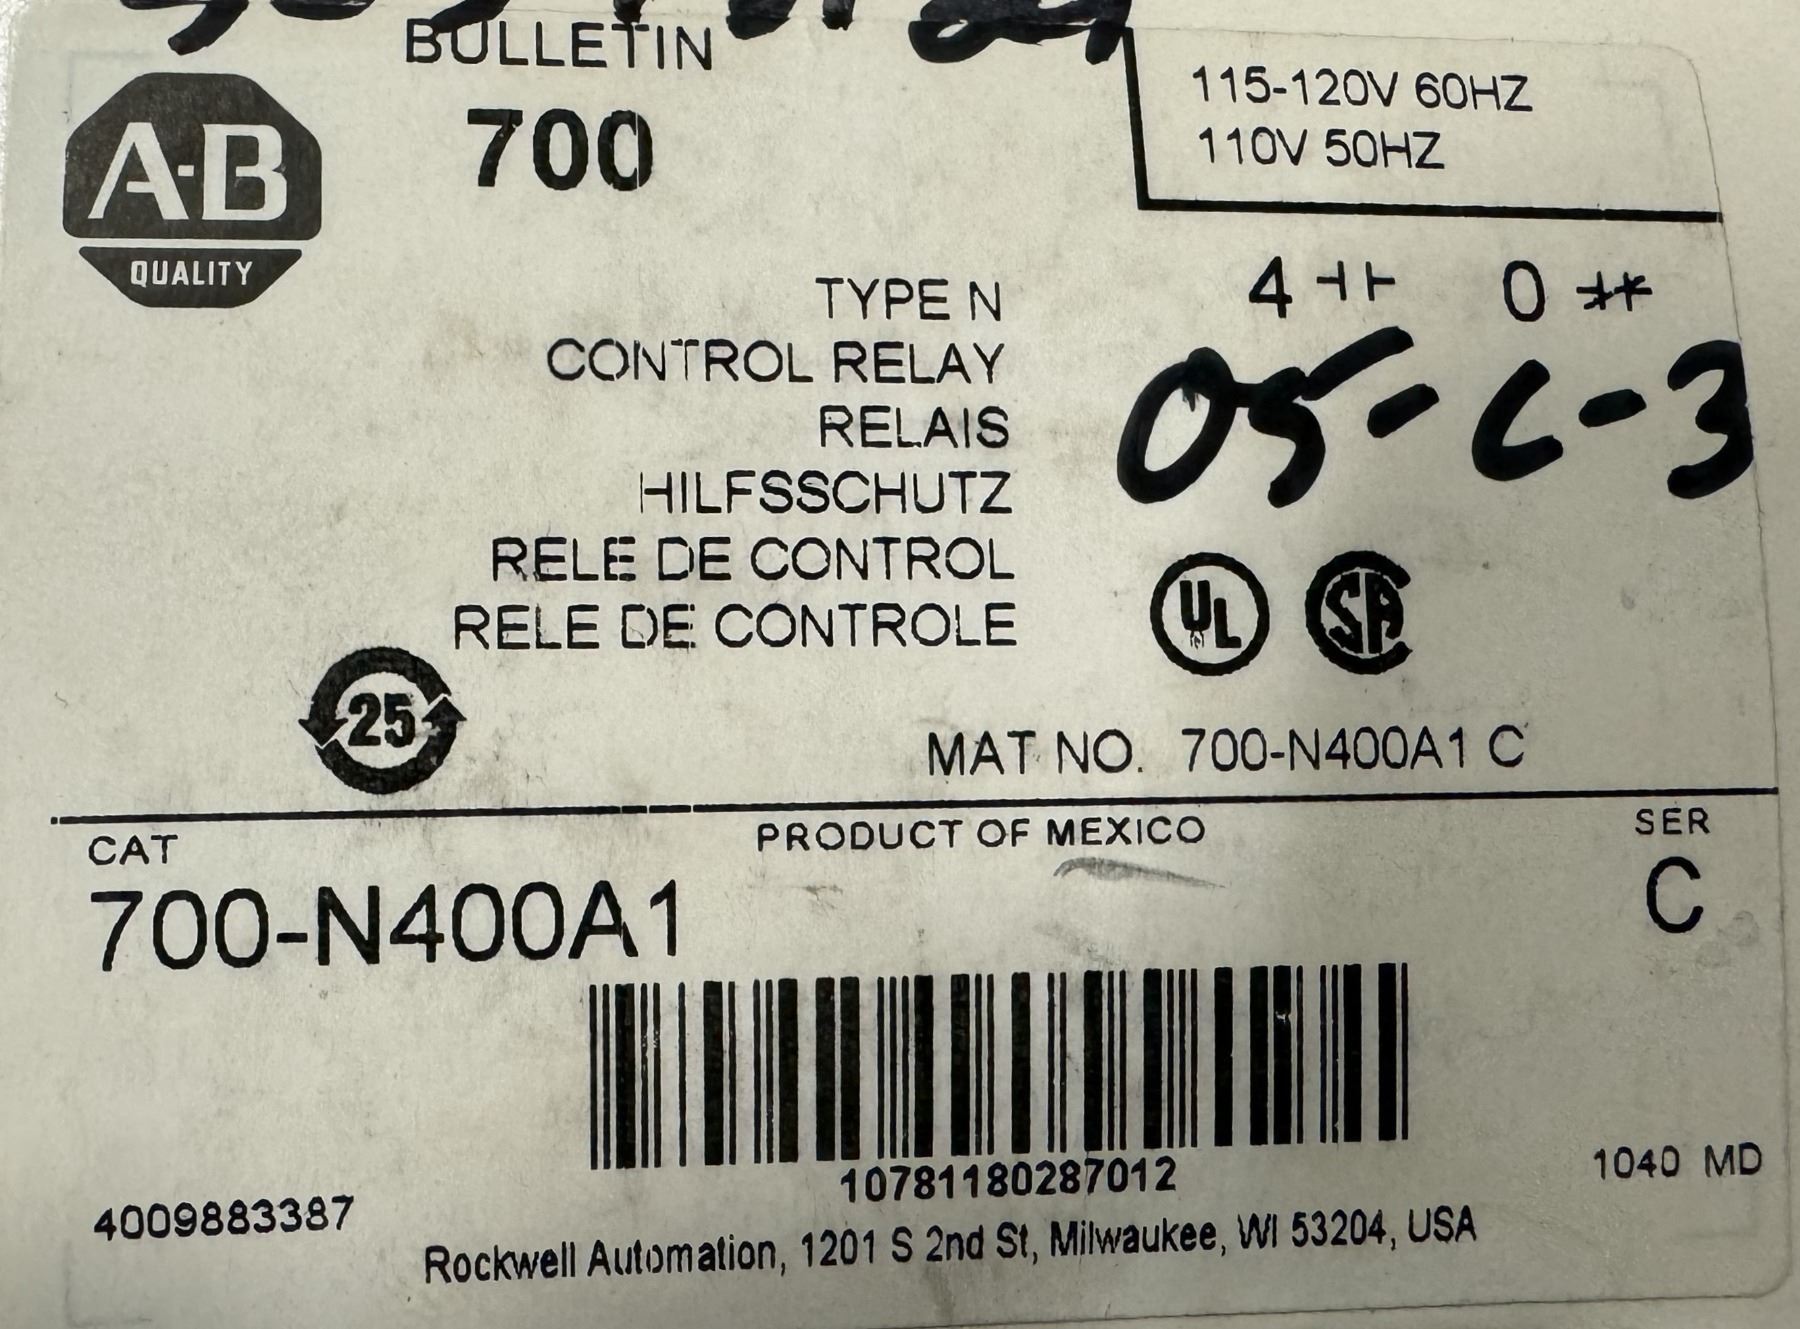 BULLETIN
700
A-B
QUALITY
115-120V 60HZ
110V 50HZ
4 ⊣⊢ 0
TYPE N
CONTROL RELAY
RELAIS
HILFSSCHUTZ
RELE DE CONTROL
RELE DE CONTROLE
05-C-3
UL
SA
25
MAT NO. 700-N400A1 C
CAT
PRODUCT OF MEXICO
SER
700-N400A1
C
10781180287012
1040 MD
4009883387
Rockwell Automation, 1201 S 2nd St, Milwaukee, WI 53204, USA